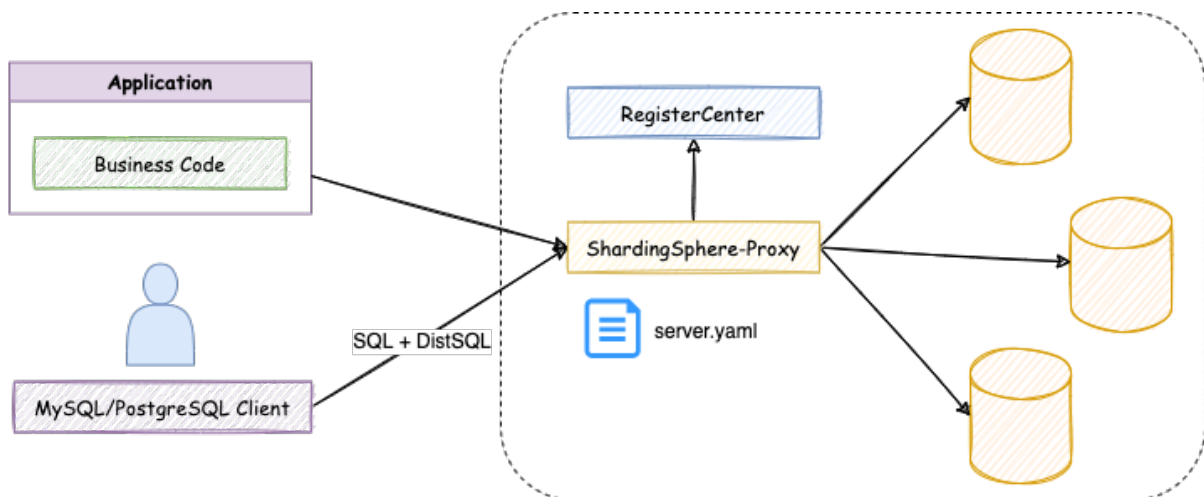 Application
Business Code
RegisterCenter
ShardingSphere-Proxy
server.yaml
SQL + DistSQL
MySQL/PostgreSQL Client